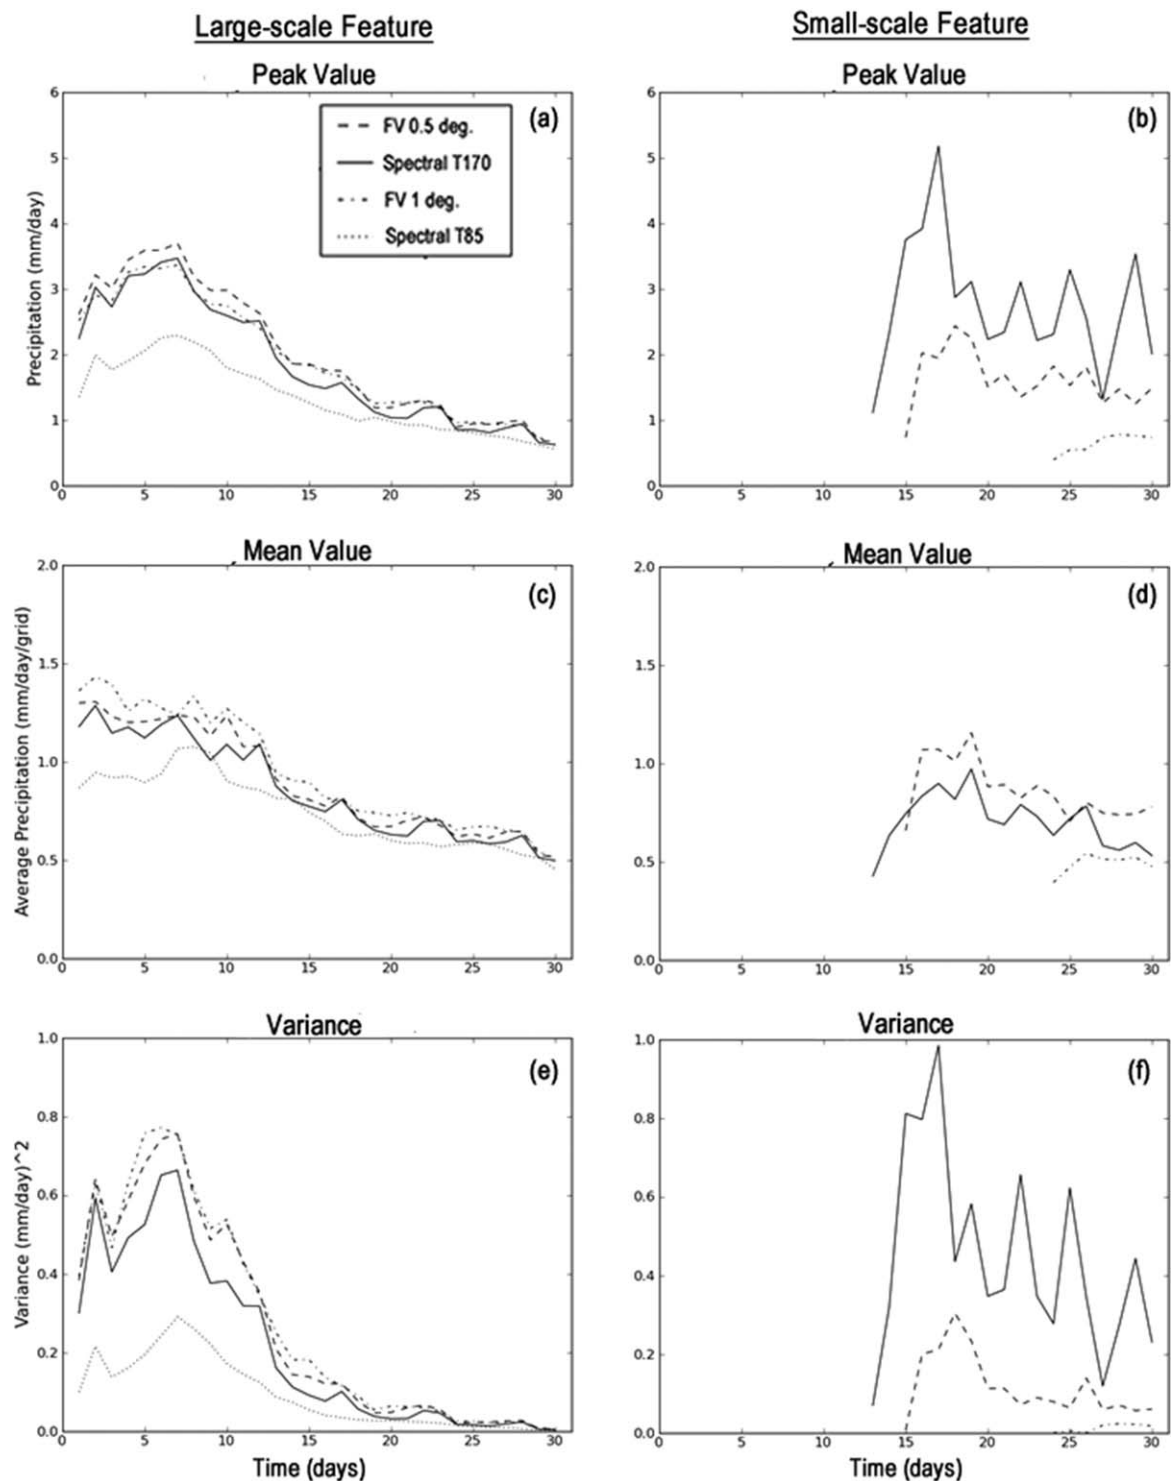 Large-scale Feature
Small-scale Feature
Peak Value
Peak Value
6
5
4
3
2
1
0
Precipitation (mm/day)
FV 0.5 deg.
Spectral T170
FV 1 deg.
Spectral T85
(a)
0 5 10 15 20 25 30
6
5
4
3
2
1
0
(b)
0 5 10 15 20 25 30
Mean Value
Mean Value
2.0
1.5
1.0
0.5
0.0
Average Precipitation (mm/day/grid)
(c)
0 5 10 15 20 25 30
2.0
1.5
1.0
0.5
0.0
(d)
0 5 10 15 20 25 30
Variance
Variance
1.0
0.8
0.6
0.4
0.2
0.0
Variance (mm/day)^2
(e)
0 5 10 15 20 25 30
Time (days)
1.0
0.8
0.6
0.4
0.2
0.0
(f)
0 5 10 15 20 25 30
Time (days)